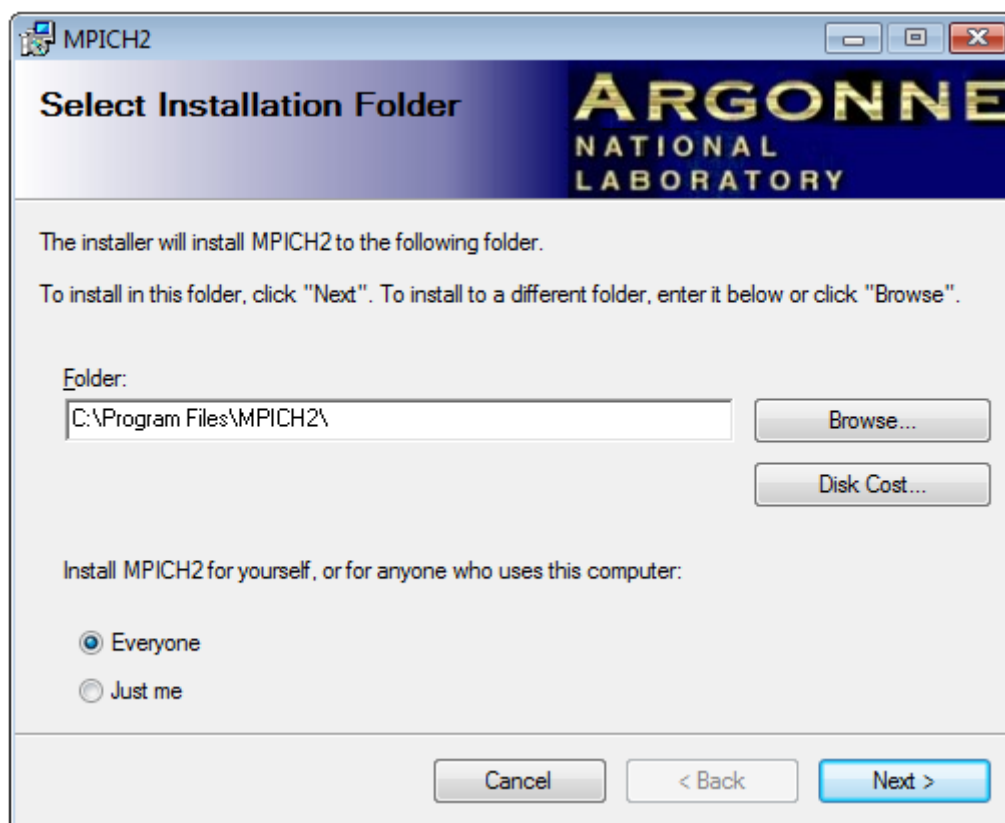 MPICH2
Select Installation Folder
ARGONNE
NATIONAL
LABORATORY
The installer will install MPICH2 to the following folder.
To install in this folder, click "Next". To install to a different folder, enter it below or click "Browse".
Folder:
C:\Program Files\MPICH2\
Browse...
Disk Cost...
Install MPICH2 for yourself, or for anyone who uses this computer:
Everyone
Just me
Cancel
< Back
Next >